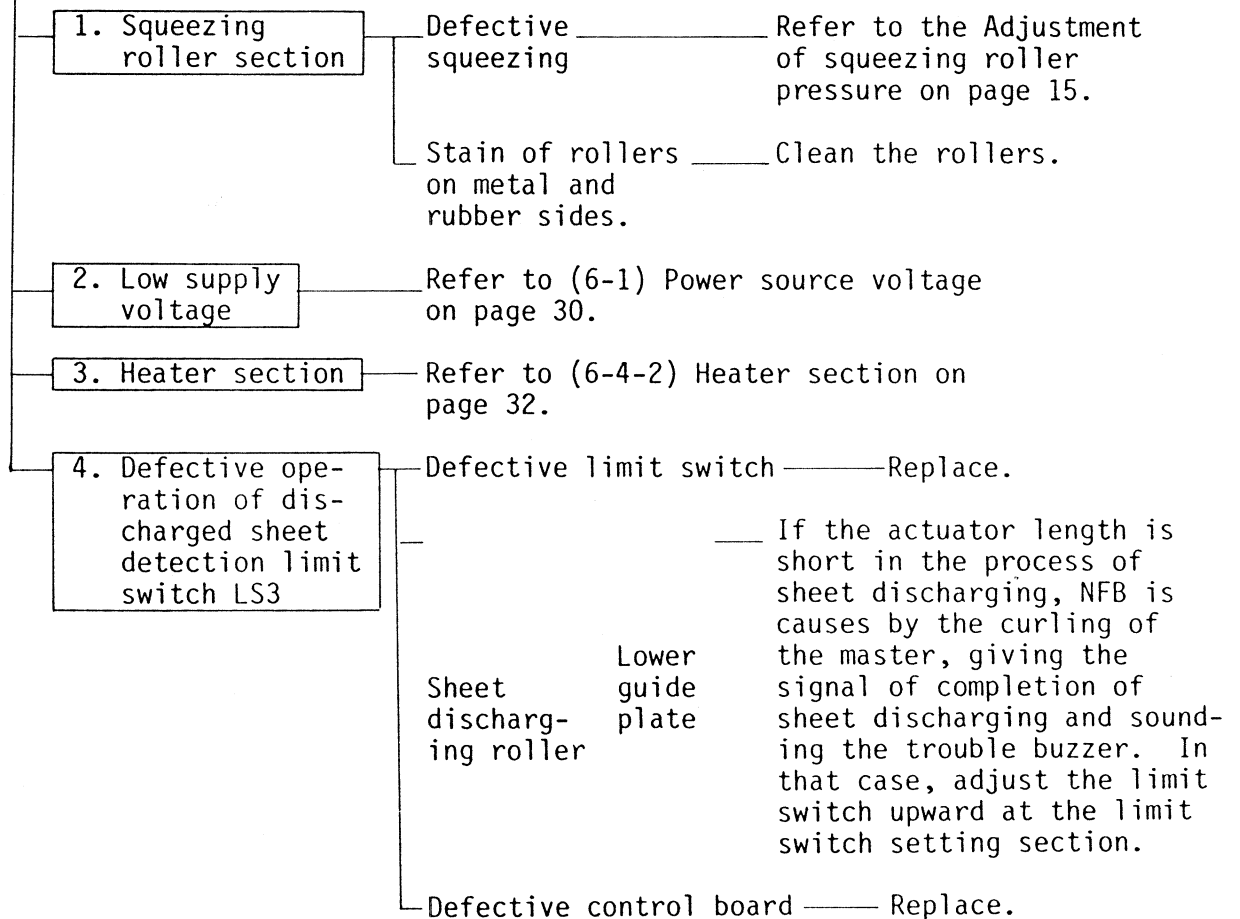 1. Squeezing
roller section
Defective
squeezing
Refer to the Adjustment
of squeezing roller
pressure on page 15.
Stain of rollers
on metal and
rubber sides.
Clean the rollers.
2. Low supply
voltage
Refer to (6-1) Power source voltage
on page 30.
3. Heater section
Refer to (6-4-2) Heater section on
page 32.
4. Defective ope-
ration of dis-
charged sheet
detection limit
switch LS3
Defective limit switch
Replace.
Sheet
discharg-
ing roller
Lower
guide
plate
If the actuator length is
short in the process of
sheet discharging, NFB is
causes by the curling of
the master, giving the
signal of completion of
sheet discharging and sound-
ing the trouble buzzer. In
that case, adjust the limit
switch upward at the limit
switch setting section.
Defective control board
Replace.